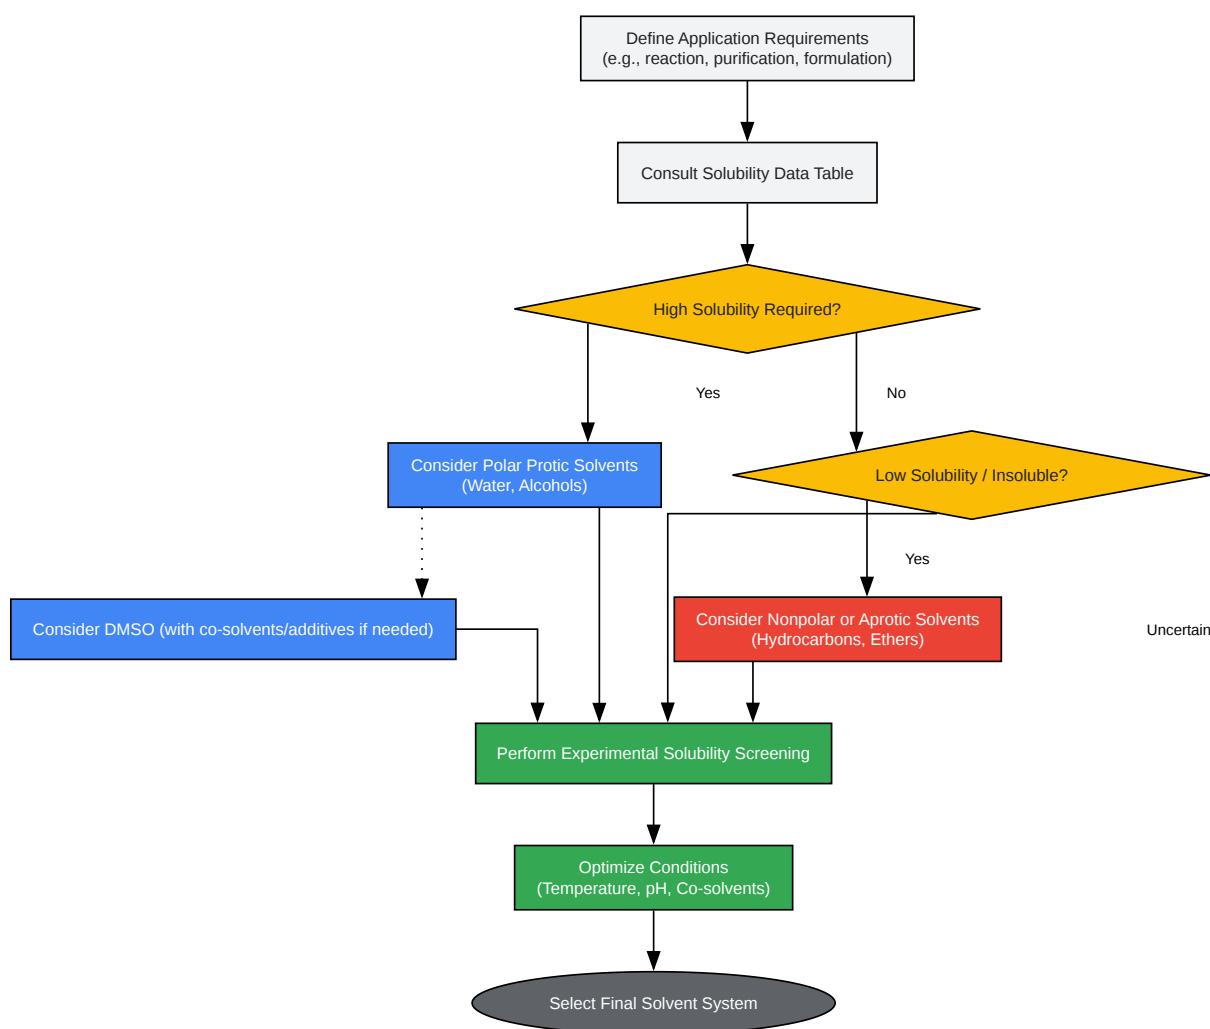 Define Application Requirements
(e.g., reaction, purification, formulation)
Consult Solubility Data Table
High Solubility Required?
Yes
No
Consider Polar Protic Solvents
(Water, Alcohols)
Low Solubility / Insoluble?
Yes
Consider DMSO (with co-solvents/additives if needed)
Consider Nonpolar or Aprotic Solvents
(Hydrocarbons, Ethers)
Uncertain
Perform Experimental Solubility Screening
Optimize Conditions
(Temperature, pH, Co-solvents)
Select Final Solvent System